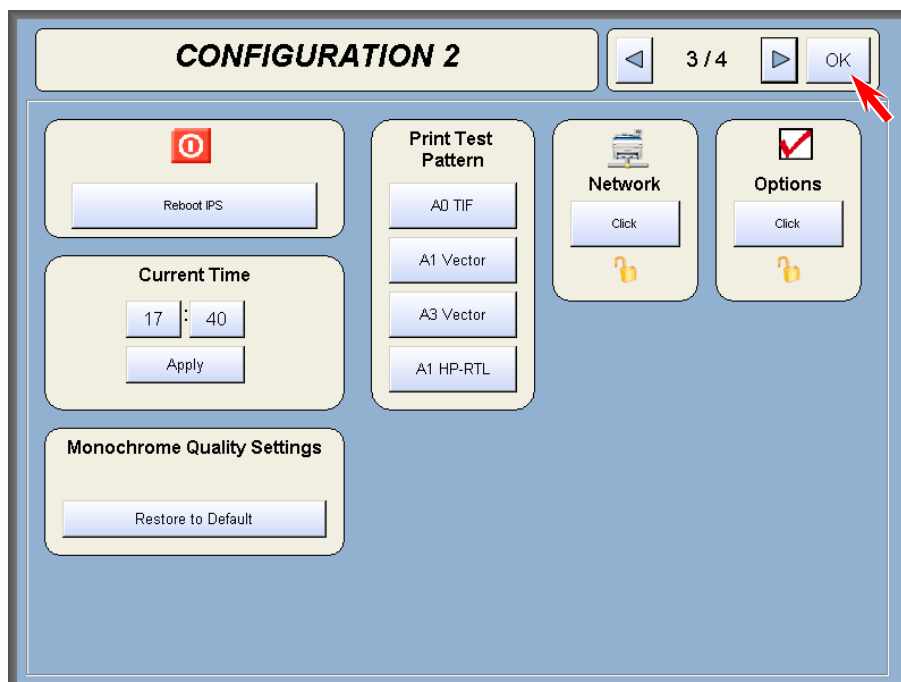 CONFIGURATION 2
3 / 4
OK
Reboot IPS
Current Time
17 : 40
Apply
Monochrome Quality Settings
Restore to Default
Print Test
Pattern
A0 TIF
A1 Vector
A3 Vector
A1 HP-RTL
Network
Click
Options
Click